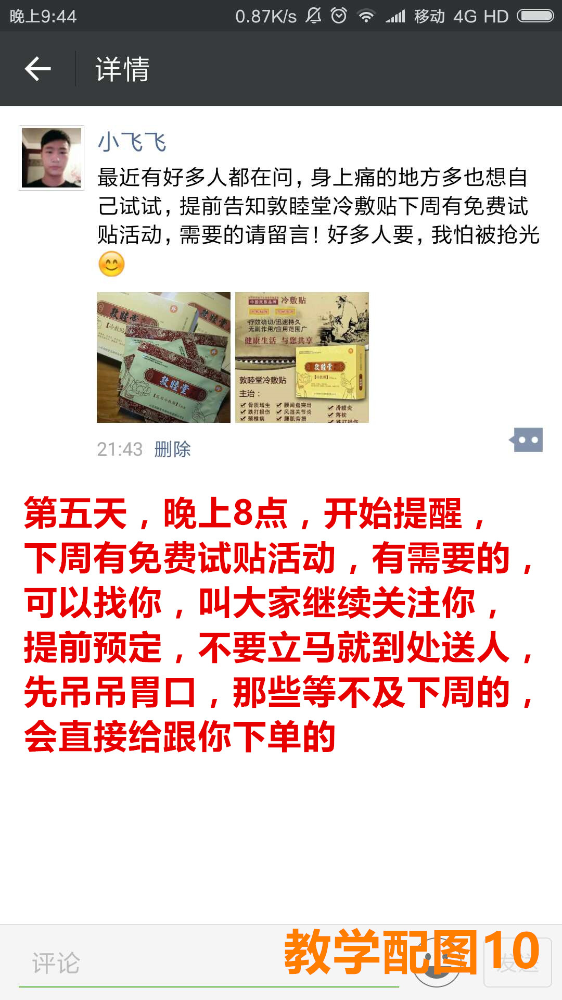 晚上9:44
0.87K/s 移动 4G HD
详情
小飞飞
最近有好多人都在问，身上痛的地方多也想自
己试试，提前告知敦睦堂冷敷贴下周有免费试
贴活动，需要的请留言！好多人要，我怕被抢光
敦睦堂
【冷敷贴】
敦睦堂
外
敦睦堂
外
中国民族品牌 冷敷贴
疗效确切/迅速持久
无副作用/应用范围广
健康生活 与您共享
敦睦堂
【冷敷贴】
敦睦堂冷敷贴
主治：
骨质增生 腰间盘突出 滑膜炎
跌打损伤 风湿关节炎 落枕
颈椎病 腰肌劳损 跌打损伤
21:43 删除
第五天，晚上8点，开始提醒，
下周有免费试贴活动，有需要的，
可以找你，叫大家继续关注你，
提前预定，不要立马就到处送人，
先吊吊胃口，那些等不及下周的，
会直接给跟你下单的
教学配图10
评论
发送